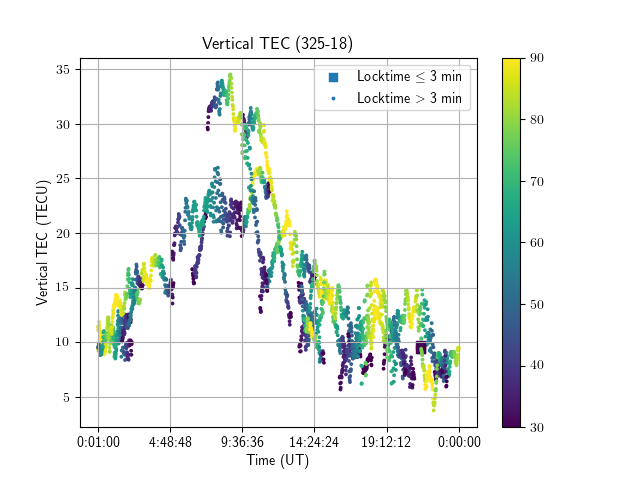 Vertical TEC (325-18)
Locktime ≤ 3 min
Locktime > 3 min
Vertical TEC (TECU)
35
30
25
20
15
10
5
0:01:00 4:48:48 9:36:36 14:24:24 19:12:12 0:00:00
Time (UT)
90
80
70
60
50
40
30